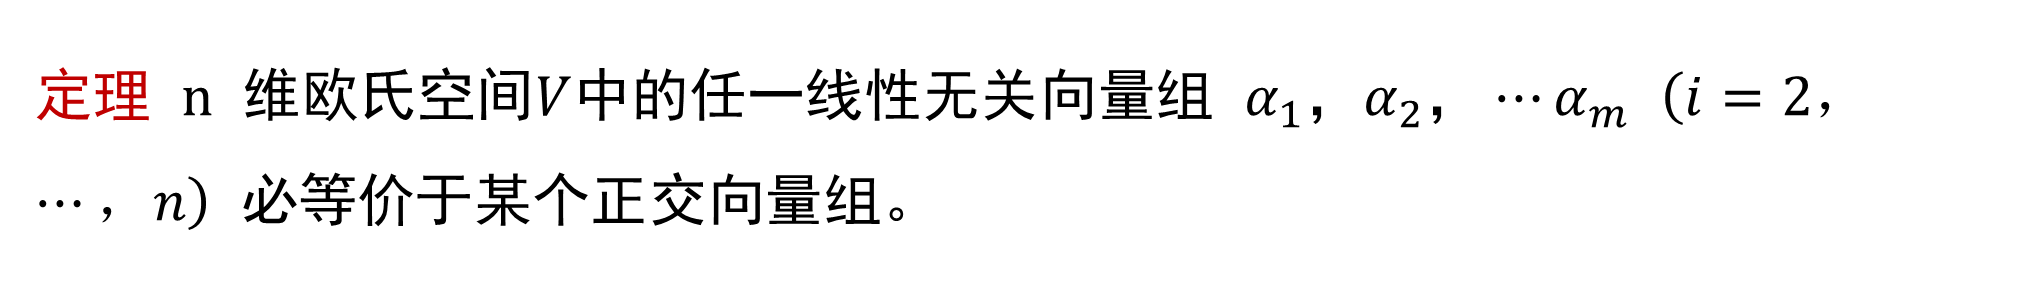 定理 n 维欧氏空间V中的任一线性无关向量组 α₁，α₂，⋯αₘ（i = 2，
⋯，n）必等价于某个正交向量组。